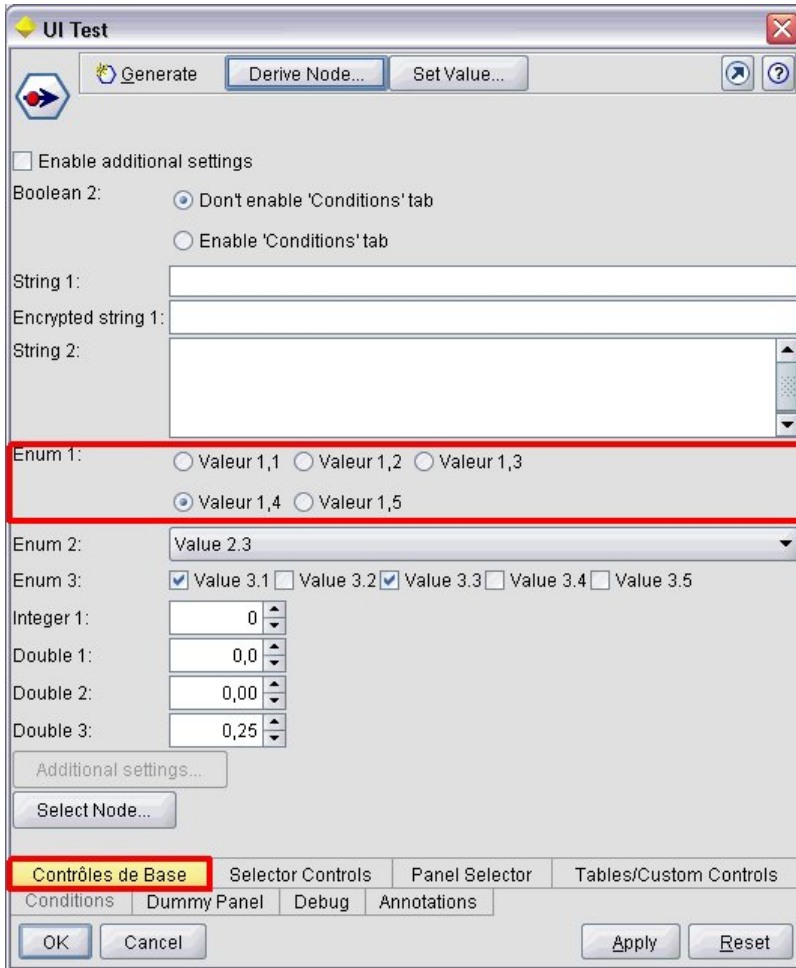 UI Test
Generate Derive Node... Set Value...
Enable additional settings
Boolean 2: Don't enable 'Conditions' tab
Enable 'Conditions' tab
String 1:
Encrypted string 1:
String 2:
Enum 1: Valeur 1,1 Valeur 1,2 Valeur 1,3
Valeur 1,4 Valeur 1,5
Enum 2: Value 2.3
Enum 3: Value 3.1 Value 3.2 Value 3.3 Value 3.4 Value 3.5
Integer 1: 0
Double 1: 0,0
Double 2: 0,00
Double 3: 0,25
Additional settings...
Select Node...
Contrôles de Base Selector Controls Panel Selector Tables/Custom Controls
Conditions Dummy Panel Debug Annotations
OK Cancel Apply Reset